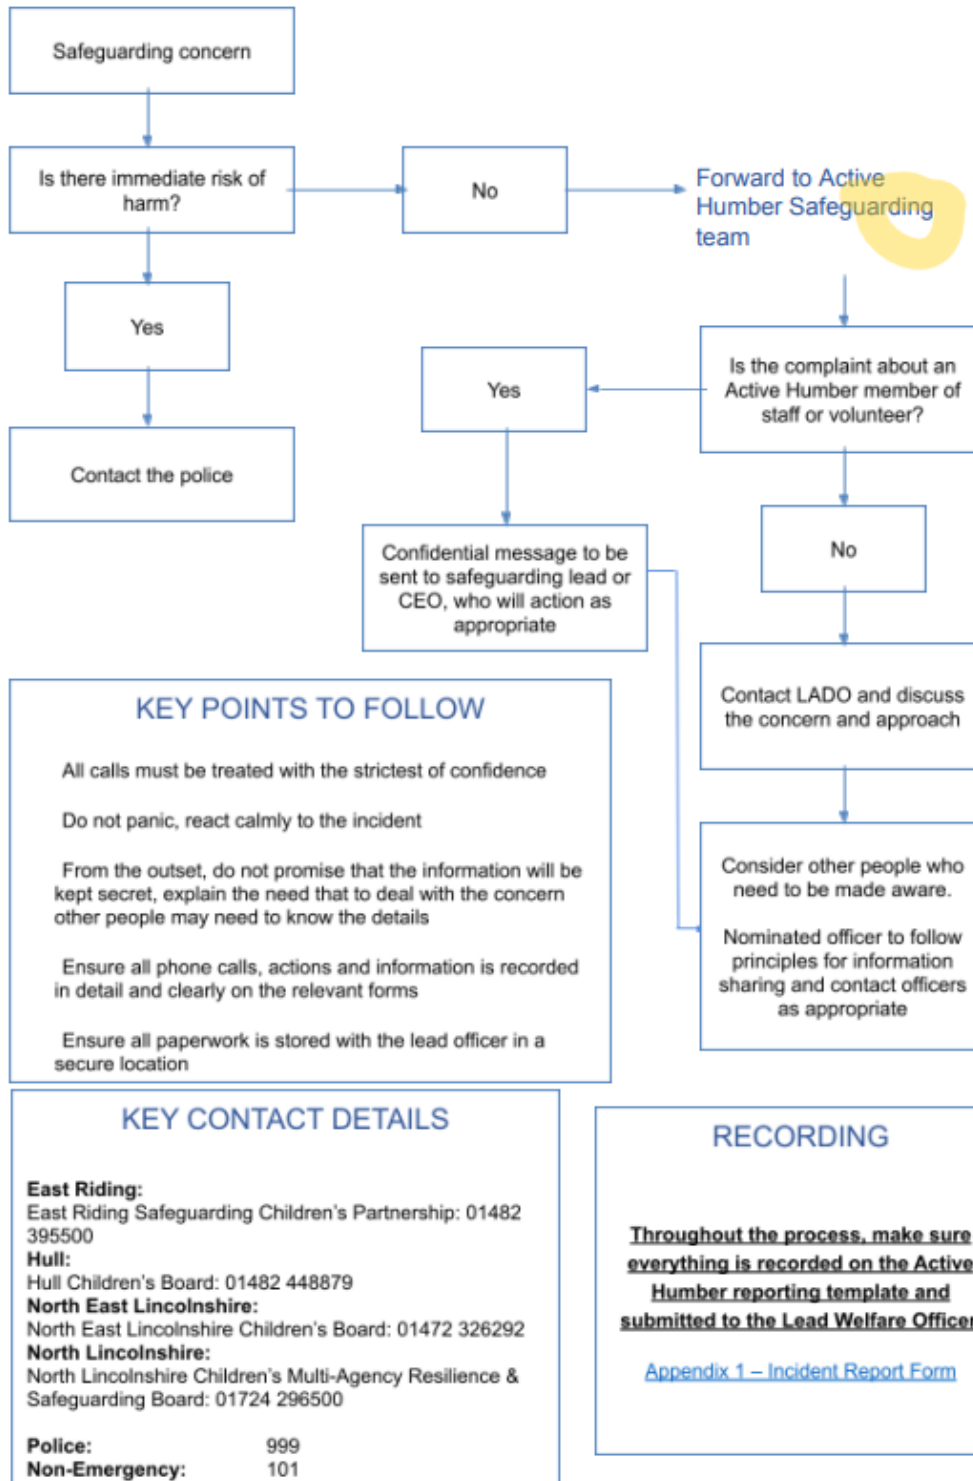 Safeguarding concern
Is there immediate risk of
harm?
No
Forward to Active
Humber Safeguarding
team
Yes
Contact the police
Is the complaint about an
Active Humber member of
staff or volunteer?
Yes
No
Confidential message to be
sent to safeguarding lead or
CEO, who will action as
appropriate
Contact LADO and discuss
the concern and approach
Consider other people who
need to be made aware.
Nominated officer to follow
principles for information
sharing and contact officers
as appropriate
KEY POINTS TO FOLLOW
All calls must be treated with the strictest of confidence
Do not panic, react calmly to the incident
From the outset, do not promise that the information will be
kept secret, explain the need that to deal with the concern
other people may need to know the details
Ensure all phone calls, actions and information is recorded
in detail and clearly on the relevant forms
Ensure all paperwork is stored with the lead officer in a
secure location
KEY CONTACT DETAILS
East Riding:
East Riding Safeguarding Children's Partnership: 01482
395500
Hull:
Hull Children's Board: 01482 448879
North East Lincolnshire:
North East Lincolnshire Children's Board: 01472 326292
North Lincolnshire:
North Lincolnshire Children's Multi-Agency Resilience &
Safeguarding Board: 01724 296500
Police: 999
Non-Emergency: 101
RECORDING
Throughout the process, make sure
everything is recorded on the Active
Humber reporting template and
submitted to the Lead Welfare Officer
Appendix 1 – Incident Report Form